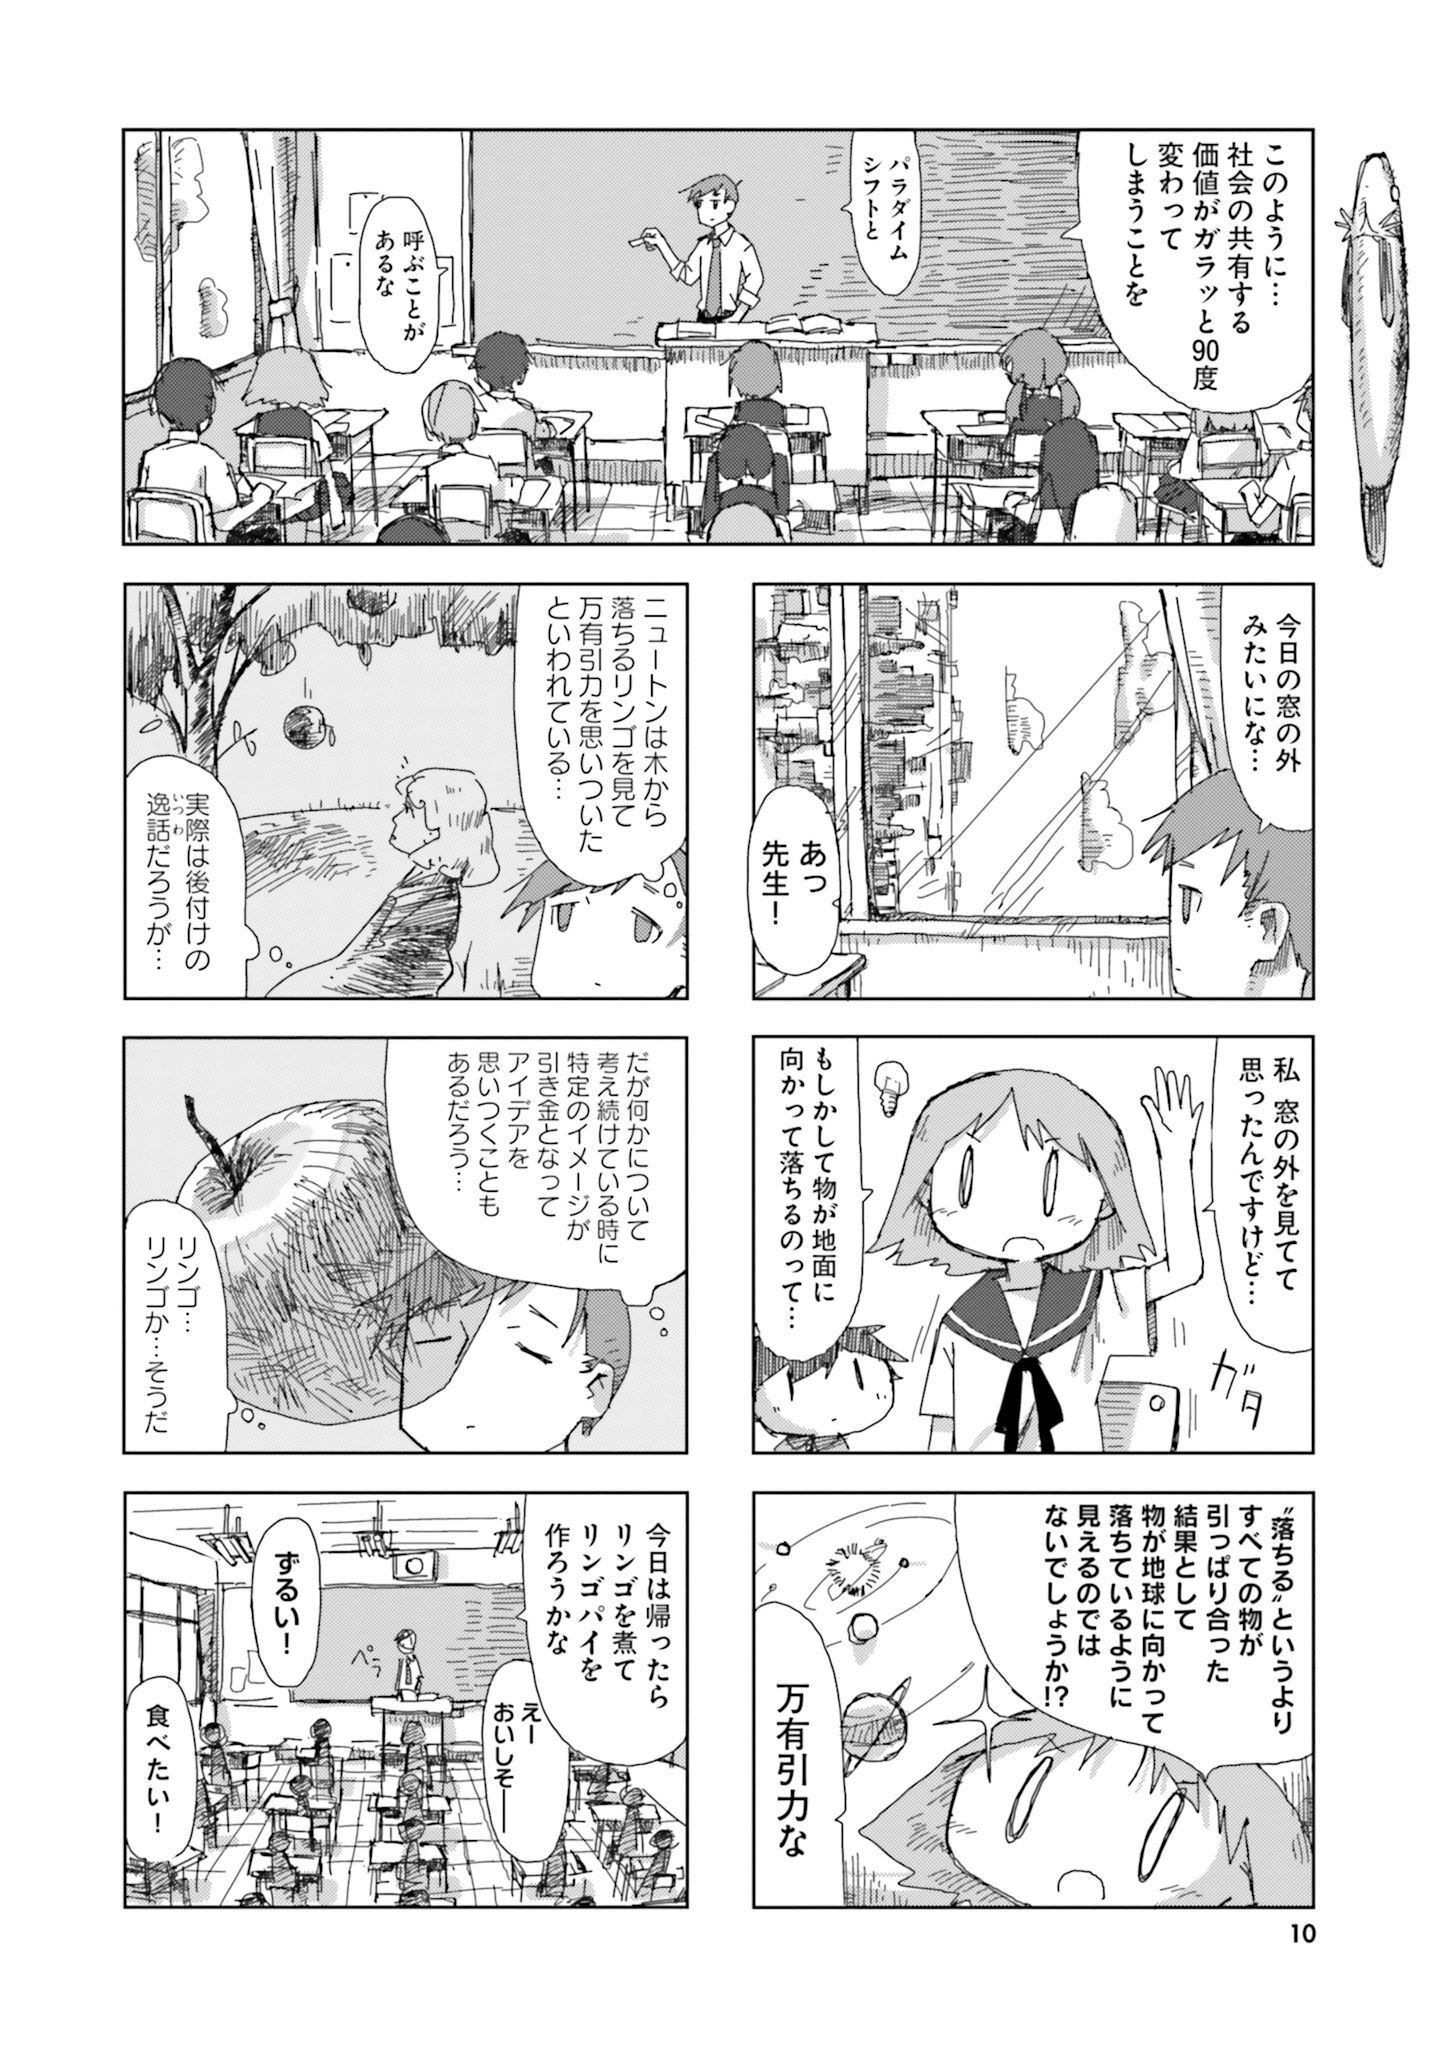 このように…
社会の共有する
価値がガラッと90度
変わって
しまうことを
パラダイム
シフトと
呼ぶことが
あるな
今日の窓の外
みたいにな…
あっ
先生！
私 窓の外を見てて
思ったんですけど…
もしかして物が地面に
向かって落ちるのって…
ガタ
〝落ちる〟というより
すべての物が
引っぱり合った
結果として
物が地球に向かって
落ちているように
見えるのでは
ないでしょうか!?
万有引力な
ニュートンは木から
落ちるリンゴを見て
万有引力を思いついた
といわれている…
実際は後付けの
逸話だろうが…
いつわ
だが何かについて
考え続けている時に
特定のイメージが
引き金となって
アイデアを
思いつくことも
あるだろう…
リンゴ…
リンゴか…そうだ
今日は帰ったら
リンゴを煮て
リンゴパイを
作ろうかな
えー
おいしそー
ずるい！
食べたい！
10